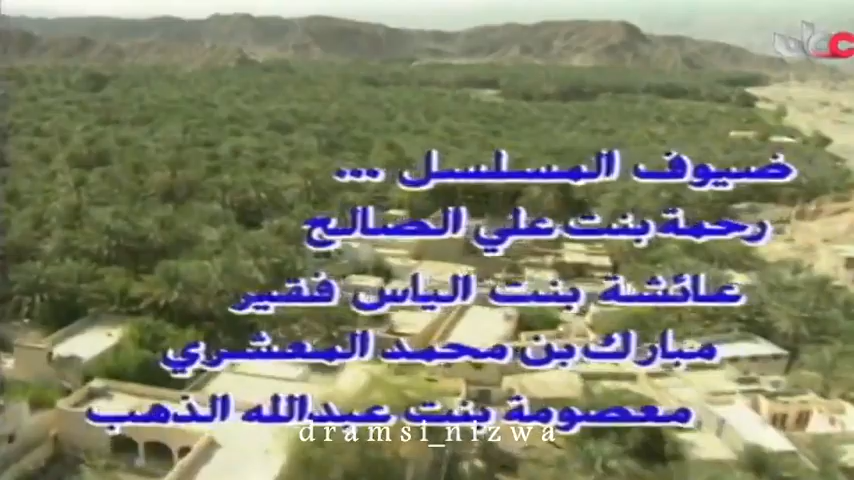 ضيوف المسلسل ...
رحمة بنت علي الصالح
عائشة بنت الياس فقير
مبارك بن محمد المعشري
معصومة بنت عبدالله الذهب
dramsi_nizwa